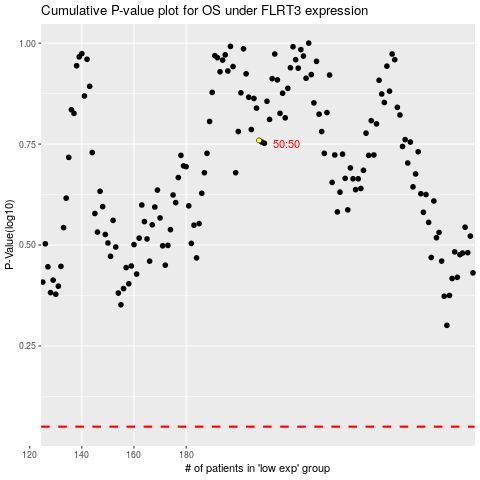 Cumulative P-value plot for OS under FLRT3 expression
P-Value(log10)
1.00
0.75
0.50
0.25
50:50
120 140 160 180
# of patients in 'low exp' group